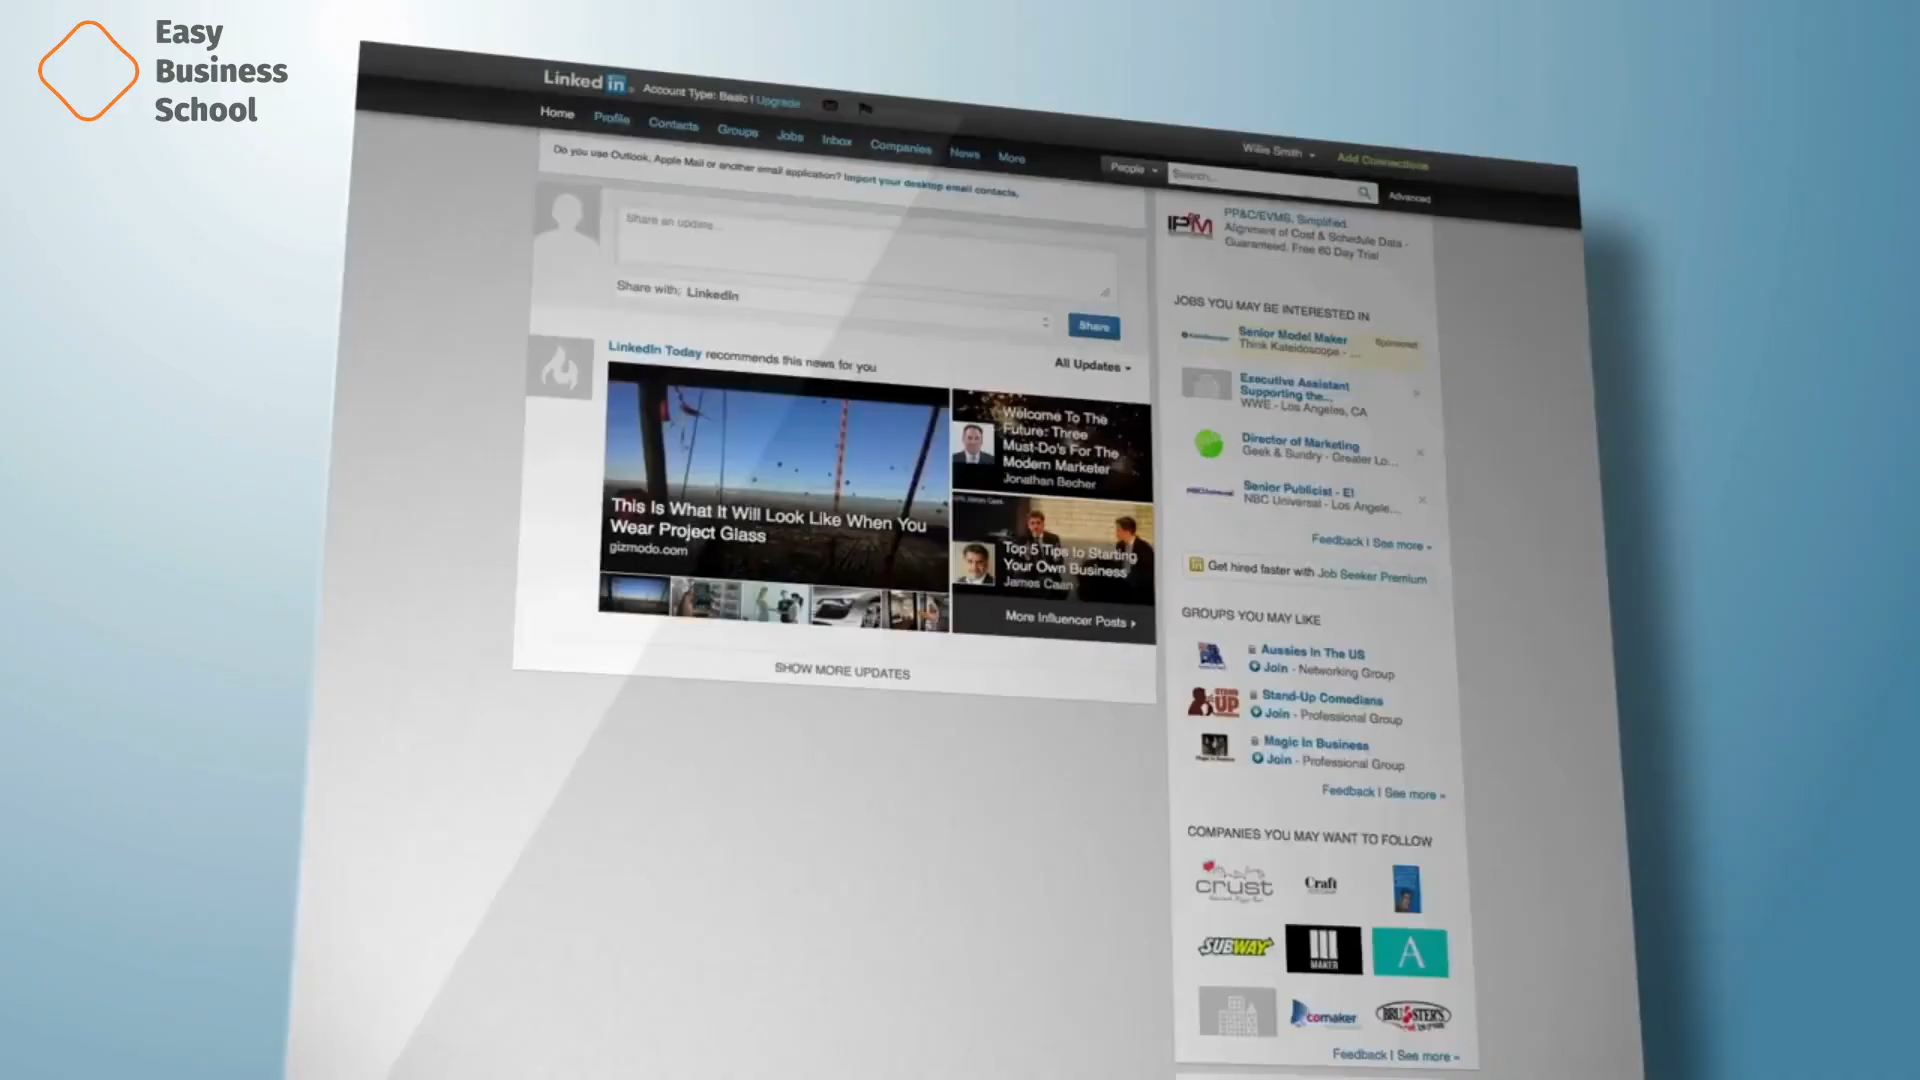 Easy
Business
School
Linked in. Account Type: Basic | Upgrade
Willie Smith Add Connections
Home Profile Contacts Groups Jobs Inbox Companies News More
People Search... Advanced
Do you use Outlook, Apple Mail or another email application? Import your desktop email contacts.
Share an update...
Share with: LinkedIn
Share
LinkedIn Today recommends this news for you
All Updates
This Is What It Will Look Like When You
Wear Project Glass
gizmodo.com
Welcome To The
Future: Three
Must-Do's For The
Modern Marketer
Jonathan Becher
Top 5 Tips to Starting
Your Own Business
James Caan
More Influencer Posts
SHOW MORE UPDATES
IPM
PP&C/EVMS, Simplified.
Alignment of Cost & Schedule Data -
Guaranteed. Free 60 Day Trial
JOBS YOU MAY BE INTERESTED IN
Senior Model Maker
Think Kaleidoscope - ...
Sponsored
Executive Assistant
Supporting the...
WWE - Los Angeles, CA
Director of Marketing
Geek & Sundry - Greater Lo...
Senior Publicist - E!
NBC Universal - Los Angele...
Feedback | See more »
in Get hired faster with Job Seeker Premium
GROUPS YOU MAY LIKE
Aussies In The US
Join - Networking Group
STAND UP
Stand-Up Comedians
Join - Professional Group
Magic In Business
Join - Professional Group
Feedback | See more »
COMPANIES YOU MAY WANT TO FOLLOW
crust
Craft
SUBWAY
MAKER
A
comaker
BRUSTER'S
Feedback | See more »